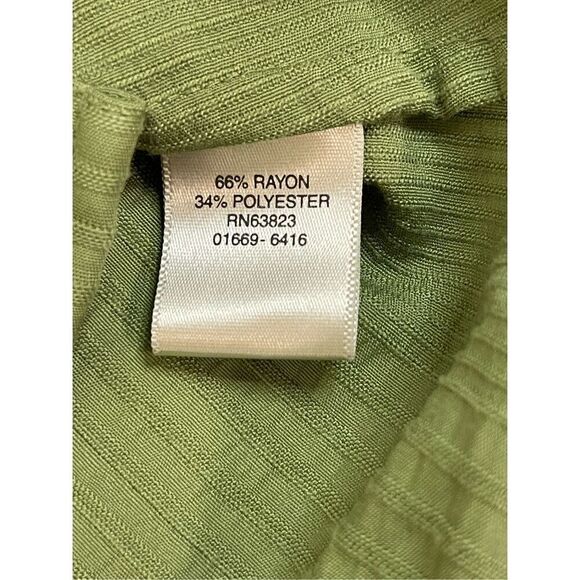 66% RAYON
34% POLYESTER
RN63823
01669-6416